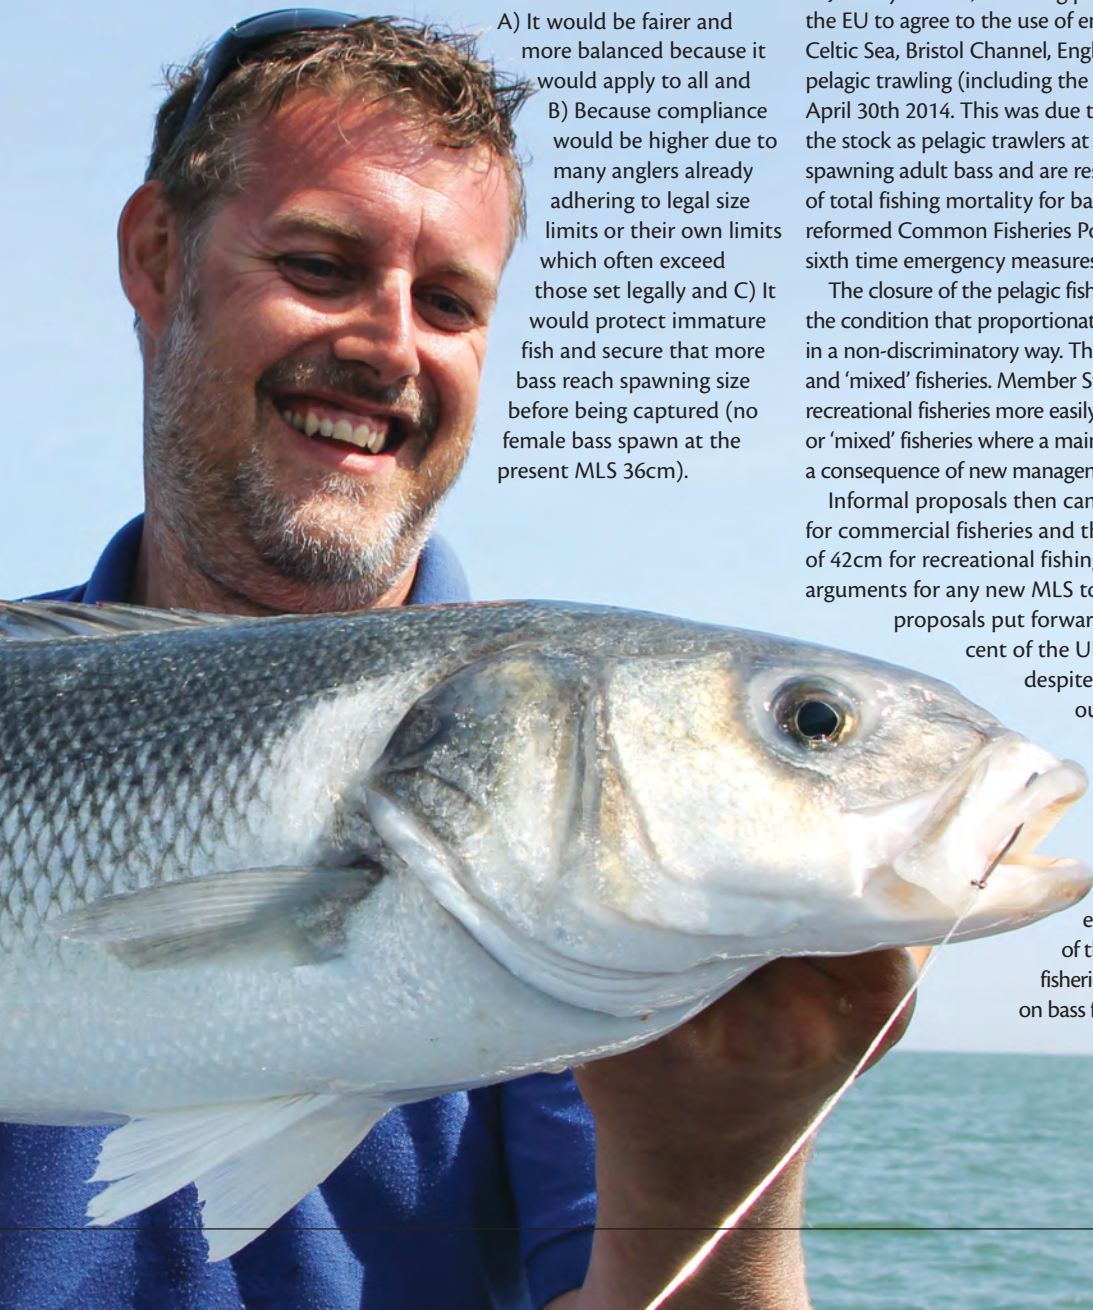 A) It would be fairer and
more balanced because it
would apply to all and
B) Because compliance
would be higher due to
many anglers already
adhering to legal size
limits or their own limits
which often exceed
those set legally and C) It
would protect immature
fish and secure that more
bass reach spawning size
before being captured (no
female bass spawn at the
present MLS 36cm).
the EU to agree to the use of
Celtic Sea, Bristol Channel,
pelagic trawling (including the
April 30th 2014. This was due
the stock as pelagic trawlers at
spawning adult bass and are
of total fishing mortality for
reformed Common Fisheries
sixth time emergency measures
The closure of the pelagic
the condition that
in a non-discriminatory way.
and ‘mixed’ fisheries. Member
recreational fisheries more easily
or ‘mixed’ fisheries where a
a consequence of new
Informal proposals then
for commercial fisheries and
of 42cm for recreational fishing
arguments for any new MLS
proposals put
cent of the
despite
of
on bass